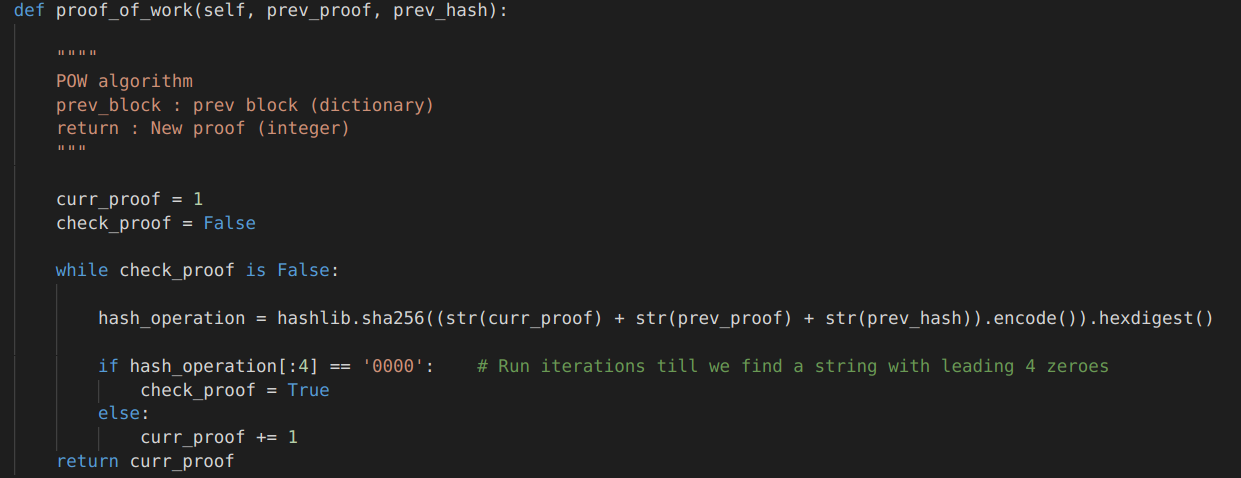 def proof_of_work(self, prev_proof, prev_hash):
""""
POW algorithm
prev_block : prev block (dictionary)
return : New proof (integer)
"""
curr_proof = 1
check_proof = False
while check_proof is False:
hash_operation = hashlib.sha256((str(curr_proof) + str(prev_proof) + str(prev_hash)).encode()).hexdigest()
if hash_operation[:4] == '0000':    # Run iterations till we find a string with leading 4 zeroes
check_proof = True
else:
curr_proof += 1
return curr_proof